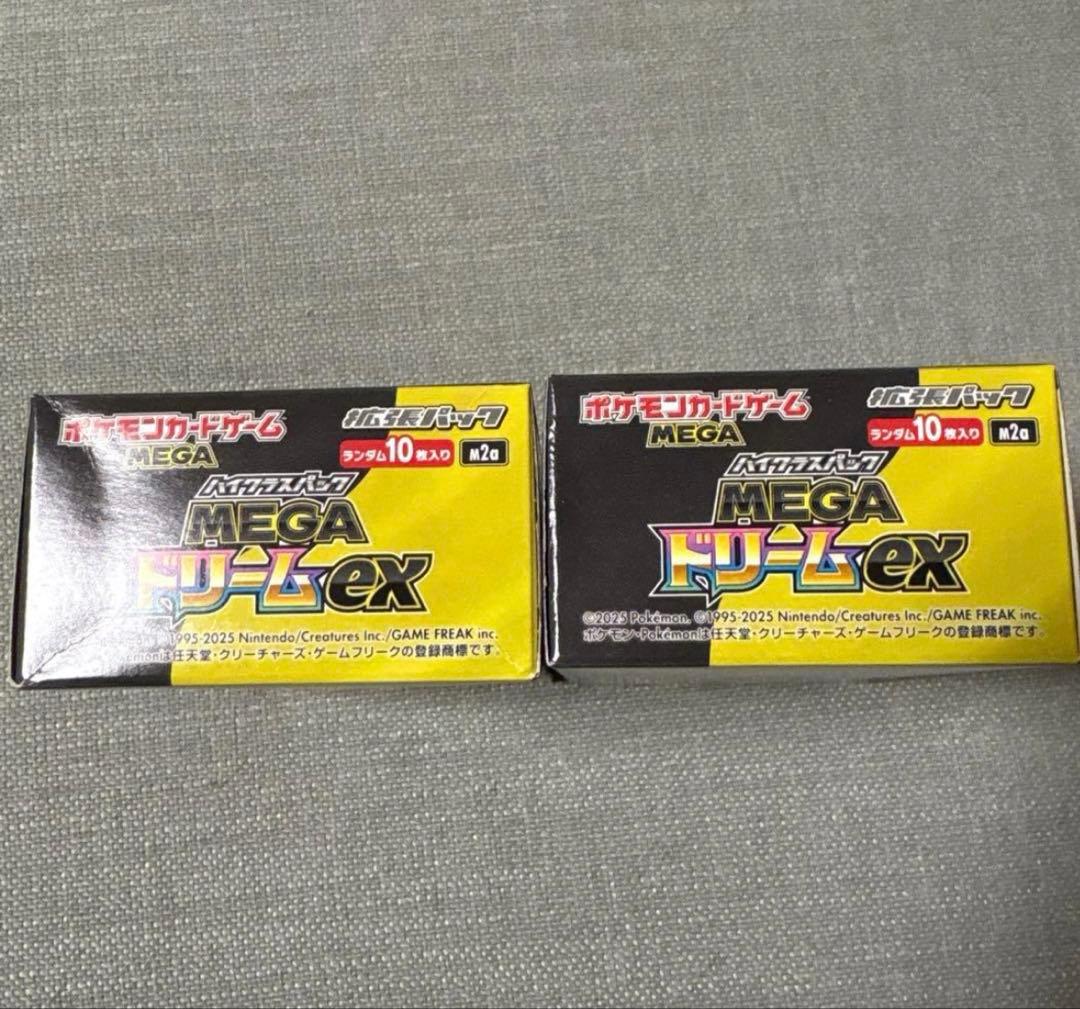 ポケモンカードゲーム
MEGA
拡張パック
ランダム10枚入り
M2a
ハイクラスパック
MEGA
ドリームex
1995-2025 Nintendo/Creatures Inc./GAME FREAK inc.
は任天堂・クリーチャーズ・ゲームフリークの登録商標です。
ポケモンカードゲーム
MEGA
拡張パック
ランダム10枚入り
M2a
ハイクラスパック
MEGA
ドリームex
©2025 Pokémon. ©1995-2025 Nintendo/Creatures Inc./GAME FREAK inc.
ポケモン・Pokémonは任天堂・クリーチャーズ・ゲームフリークの登録商標です。